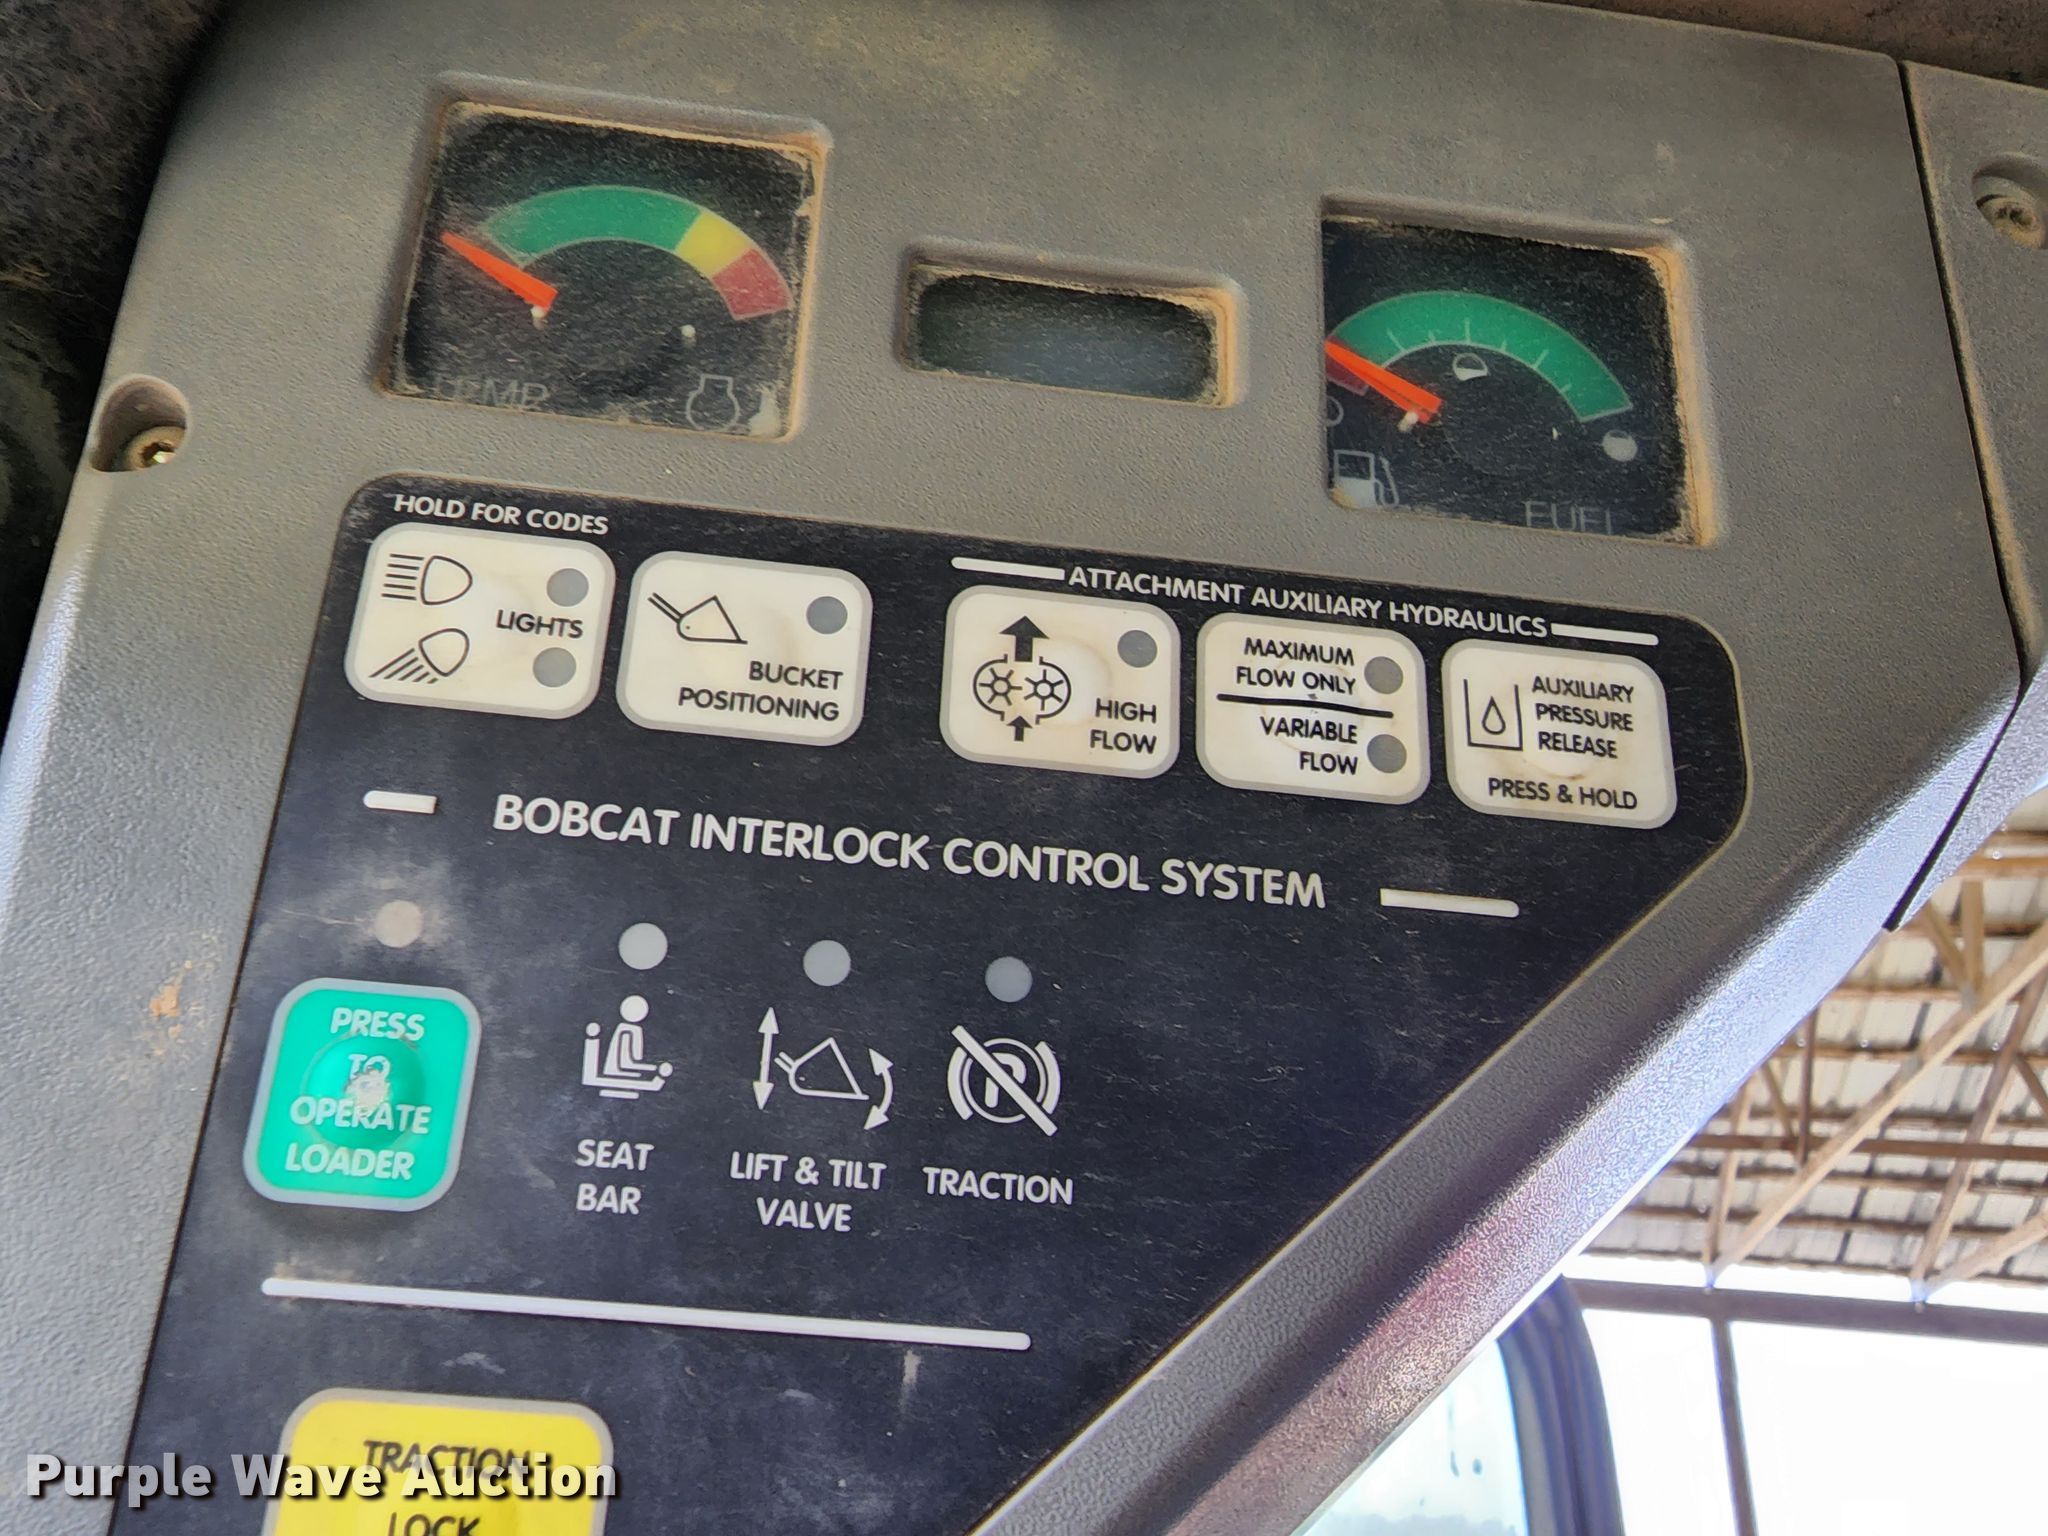 TEMP
FUEL
HOLD FOR CODES
LIGHTS
BUCKET
POSITIONING
ATTACHMENT AUXILIARY HYDRAULICS
HIGH
FLOW
MAXIMUM
FLOW ONLY
VARIABLE
FLOW
AUXILIARY
PRESSURE
RELEASE
PRESS & HOLD
BOBCAT INTERLOCK CONTROL SYSTEM
PRESS
TO
OPERATE
LOADER
SEAT
BAR
LIFT & TILT
VALVE
P
TRACTION
TRACTION
LOCK
Purple Wave Auction